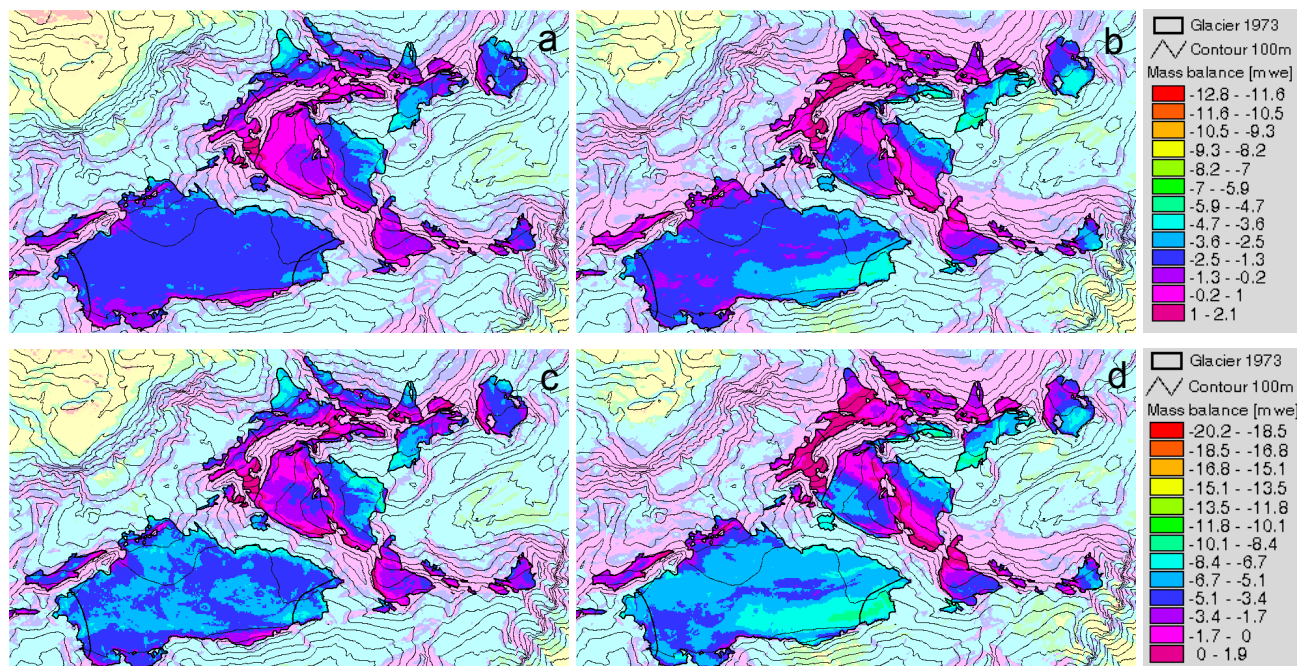 a
b
Glacier 1973
Contour 100m
Mass balance [m we]
-12.8 - -11.6
-11.6 - -10.5
-10.5 - -9.3
-9.3 - -8.2
-8.2 - -7
-7 - -5.9
-5.9 - -4.7
-4.7 - -3.6
-3.6 - -2.5
-2.5 - -1.3
-1.3 - -0.2
-0.2 - 1
1 - 2.1
c
d
Glacier 1973
Contour 100m
Mass balance [m we]
-20.2 - -18.5
-18.5 - -16.8
-16.8 - -15.1
-15.1 - -13.5
-13.5 - -11.8
-11.8 - -10.1
-10.1 - -8.4
-8.4 - -6.7
-6.7 - -5.1
-5.1 - -3.4
-3.4 - -1.7
-1.7 - 0
0 - 1.9